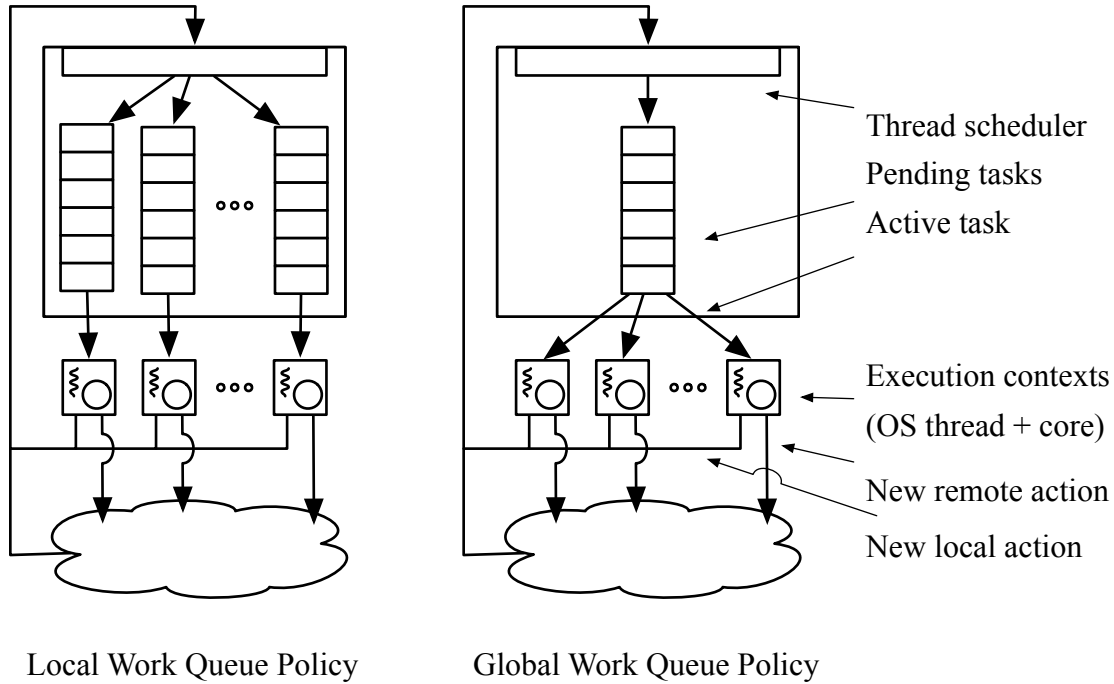 Thread scheduler
Pending tasks
Active task
Execution contexts
(OS thread + core)
New remote action
New local action
Local Work Queue Policy
Global Work Queue Policy